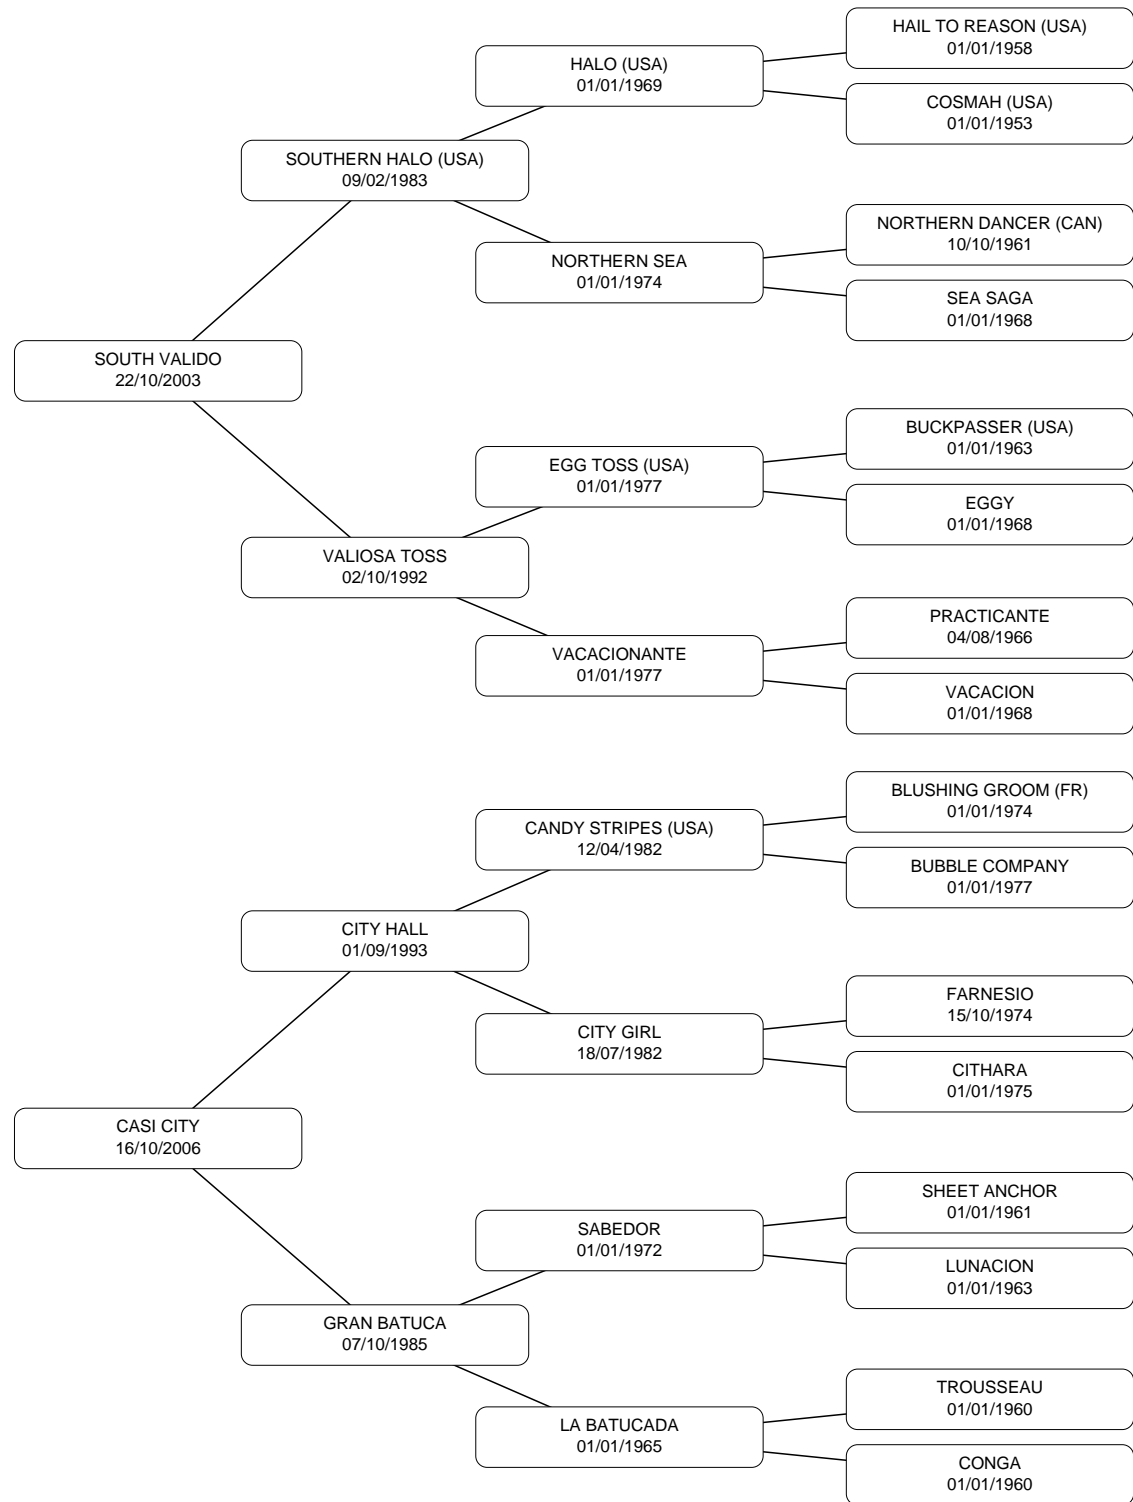 HAIL TO REASON (USA)
01/01/1958
HALO (USA)
01/01/1969
COSMAH (USA)
01/01/1953
SOUTHERN HALO (USA)
09/02/1983
NORTHERN DANCER (CAN)
10/10/1961
NORTHERN SEA
01/01/1974
SEA SAGA
01/01/1968
SOUTH VALIDO
22/10/2003
BUCKPASSER (USA)
01/01/1963
EGG TOSS (USA)
01/01/1977
EGGY
01/01/1968
VALIOSA TOSS
02/10/1992
PRACTICANTE
04/08/1966
VACACIONANTE
01/01/1977
VACACION
01/01/1968
BLUSHING GROOM (FR)
01/01/1974
CANDY STRIPES (USA)
12/04/1982
BUBBLE COMPANY
01/01/1977
CITY HALL
01/09/1993
FARNESIO
15/10/1974
CITY GIRL
18/07/1982
CITHARA
01/01/1975
CASI CITY
16/10/2006
SHEET ANCHOR
01/01/1961
SABEDOR
01/01/1972
LUNACION
01/01/1963
GRAN BATUCA
07/10/1985
TROUSSEAU
01/01/1960
LA BATUCADA
01/01/1965
CONGA
01/01/1960